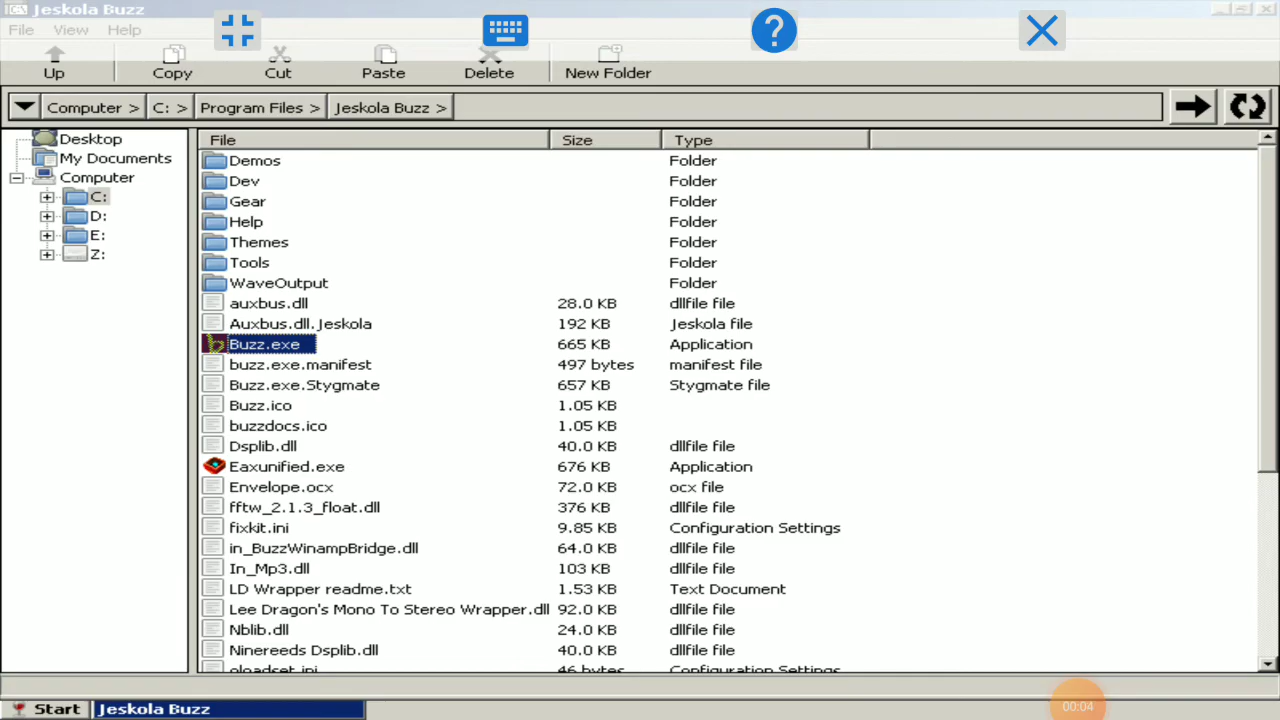 Jeskola Buzz
File View Help
?
Up Copy Cut Paste Delete New Folder
Computer > C: > Program Files > Jeskola Buzz >
Desktop
My Documents
Computer
C:
D:
E:
Z:
File Size Type
Demos Folder
Dev Folder
Gear Folder
Help Folder
Themes Folder
Tools Folder
WaveOutput Folder
auxbus.dll 28.0 KB dllfile file
Auxbus.dll.Jeskola 192 KB Jeskola file
Buzz.exe 665 KB Application
buzz.exe.manifest 497 bytes manifest file
Buzz.exe.Stygmate 657 KB Stygmate file
Buzz.ico 1.05 KB
buzzdocs.ico 1.05 KB
Dsplib.dll 40.0 KB dllfile file
Eaxunified.exe 676 KB Application
Envelope.ocx 72.0 KB ocx file
fftw_2.1.3_float.dll 376 KB dllfile file
fixkit.ini 9.85 KB Configuration Settings
in_BuzzWinampBridge.dll 64.0 KB dllfile file
In_Mp3.dll 103 KB dllfile file
LD Wrapper readme.txt 1.53 KB Text Document
Lee Dragon's Mono To Stereo Wrapper.dll 92.0 KB dllfile file
Nblib.dll 24.0 KB dllfile file
Ninereeds Dsplib.dll 40.0 KB dllfile file
46 bytes Configuration Settings
Start Jeskola Buzz
00:04